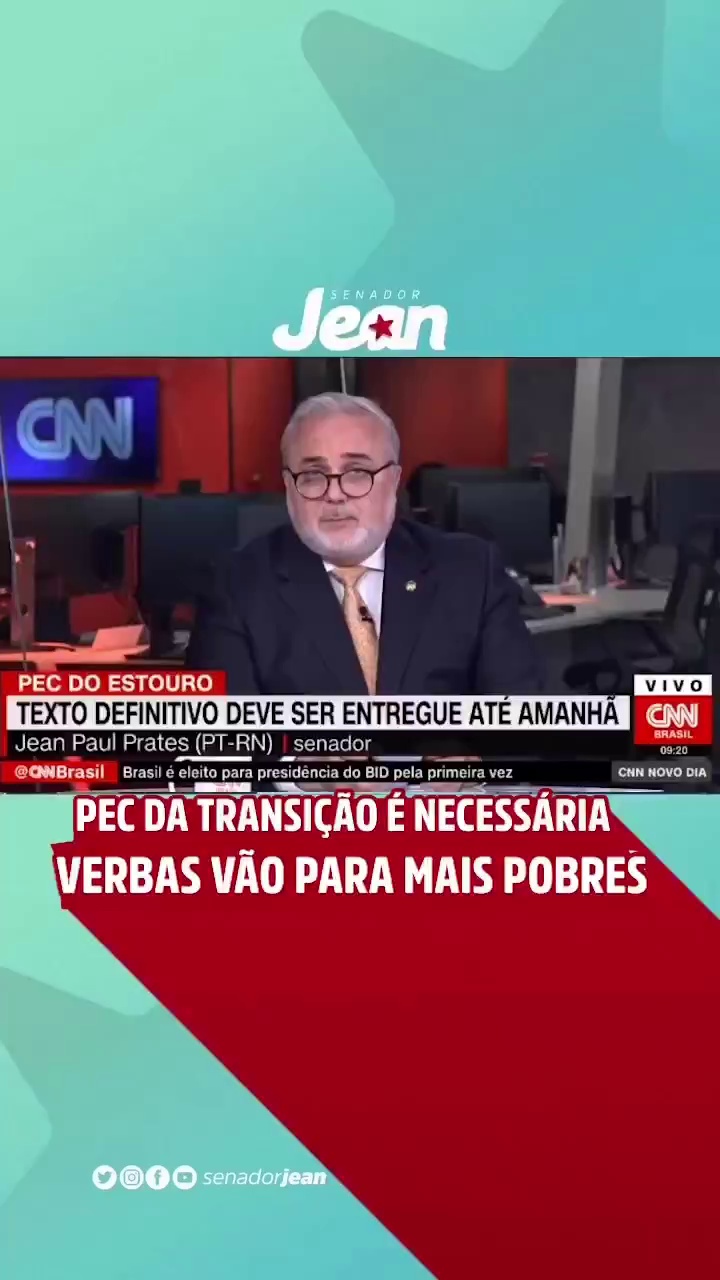 SENADOR
Jean
CNN
PEC DO ESTOURO
TEXTO DEFINITIVO DEVE SER ENTREGUE ATÉ AMANHÃ
Jean Paul Prates (PT-RN) | senador
VIVO
CNN
BRASIL
09:20
@CNNBrasil Brasil é eleito para presidência do BID pela primeira vez
CNN NOVO DIA
PEC DA TRANSIÇÃO É NECESSÁRIA
VERBAS VÃO PARA MAIS POBRES
senadorjean